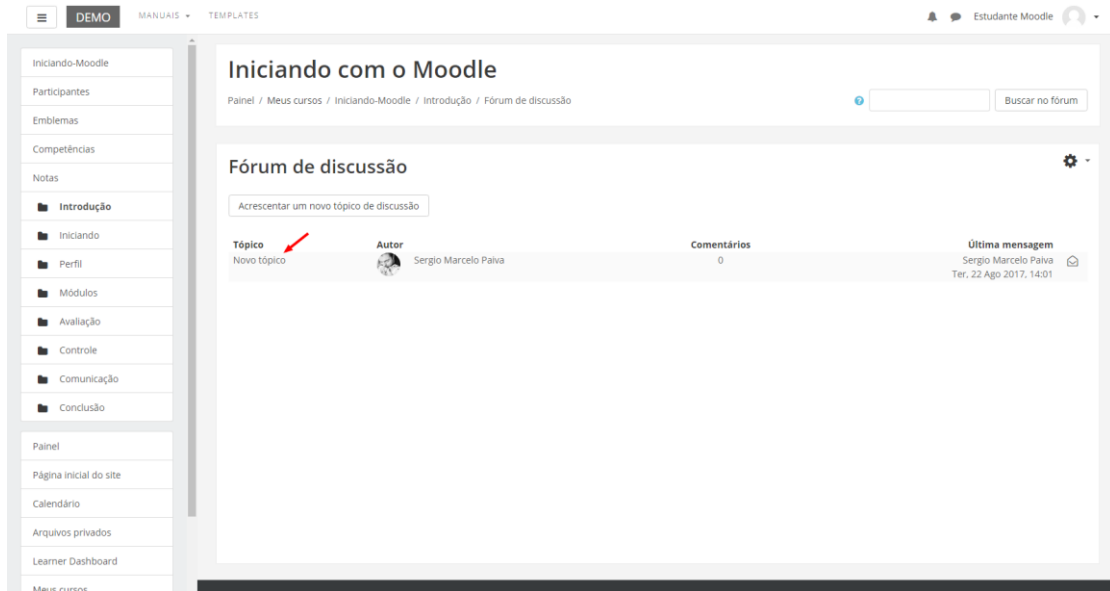 DEMO MANUAIS TEMPLATES Estudante Moodle
Iniciando-Moodle
Participantes
Emblemas
Competências
Notas
Introdução
Iniciando
Perfil
Módulos
Avaliação
Controle
Comunicação
Conclusão
Painel
Página inicial do site
Calendário
Arquivos privados
Learner Dashboard
Meus cursos
Iniciando com o Moodle
Painel / Meus cursos / Iniciando-Moodle / Introdução / Fórum de discussão
Buscar no fórum
Fórum de discussão
Acrescentar um novo tópico de discussão
Tópico Autor Comentários Última mensagem
Novo tópico Sergio Marcelo Paiva 0 Sergio Marcelo Paiva
Ter, 22 Ago 2017, 14:01